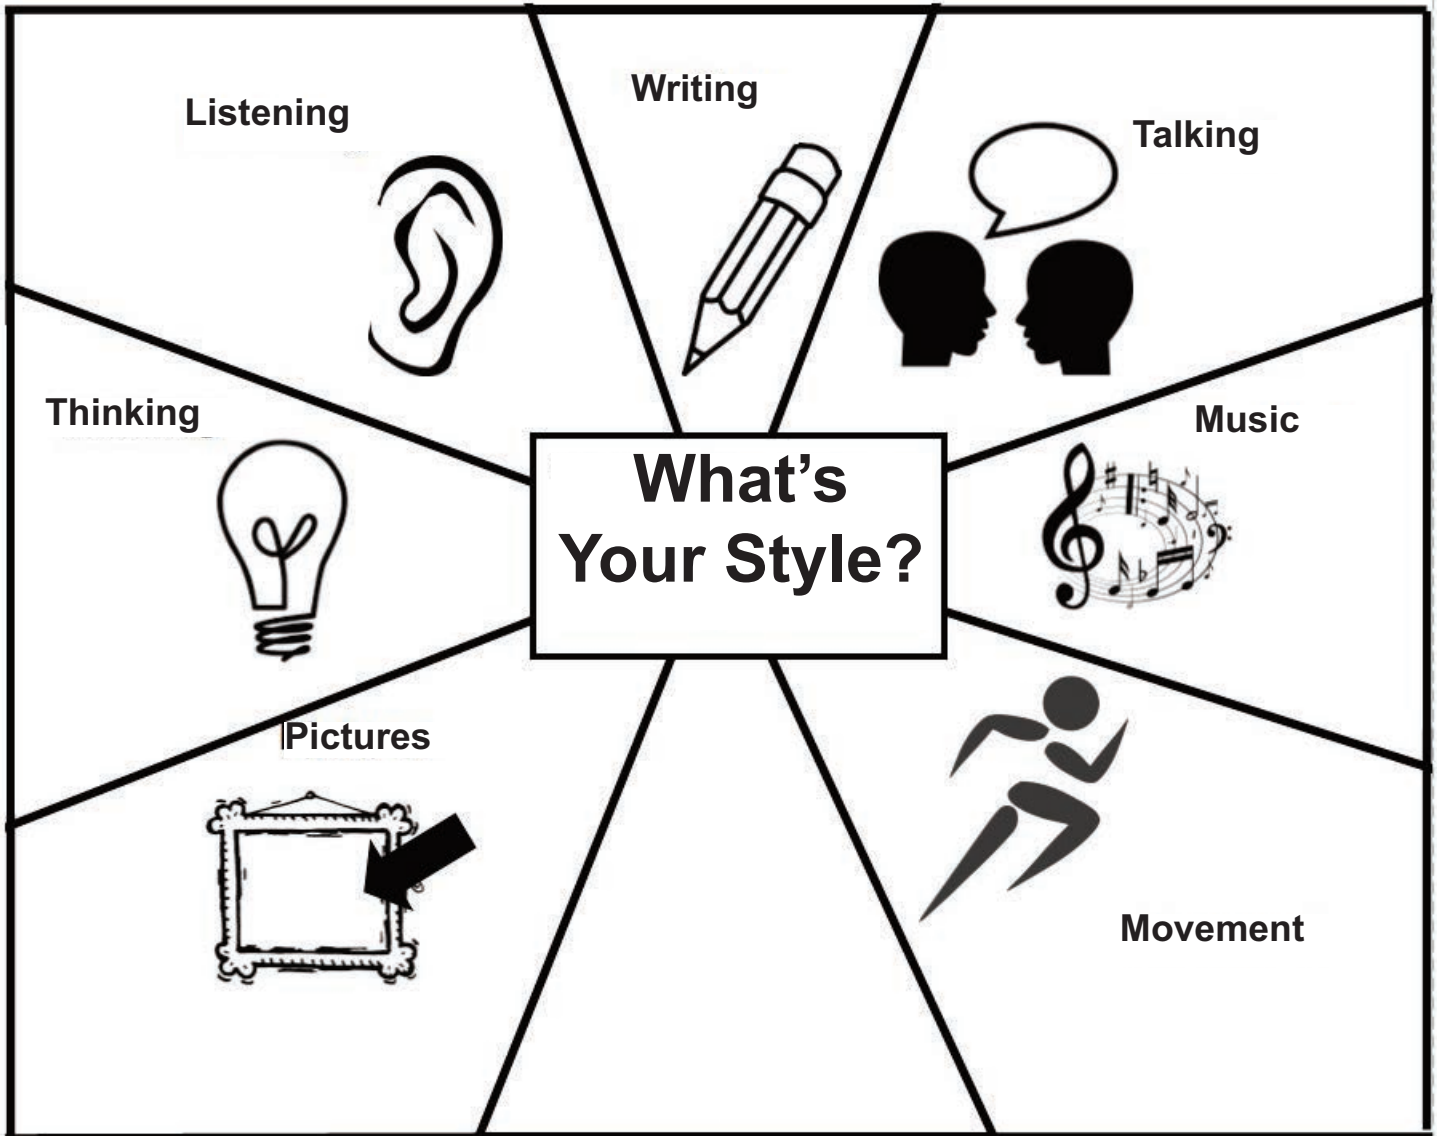 Writing
Listening
Talking
Thinking
Music
What's
Your Style?
Pictures
Movement